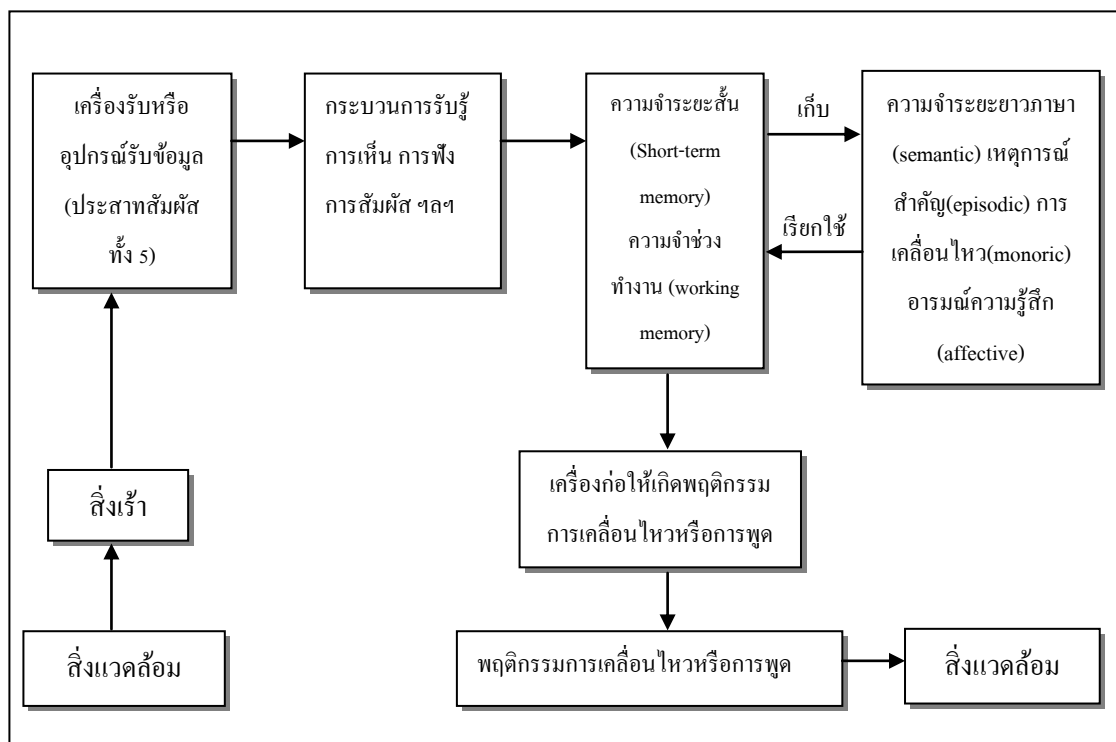 เครื่องรับหรือ
อุปกรณ์รับข้อมูล
(ประสาทสัมผัส
ทั้ง 5)
กระบวนการรับรู้
การเห็น การฟัง
การสัมผัส ฯลฯ
ความจำระยะสั้น
(Short-term
memory)
ความจำช่วง
ทำงาน (working
memory)
เก็บ
เรียกใช้
ความจำระยะยาวภาษา
(semantic) เหตุการณ์
สำคัญ(episodic) การ
เคลื่อนไหว(monoric)
อารมณ์ความรู้สึก
(affective)
สิ่งเร้า
สิ่งแวดล้อม
เครื่องก่อให้เกิดพฤติกรรม
การเคลื่อนไหวหรือการพูด
พฤติกรรมการเคลื่อนไหวหรือการพูด
สิ่งแวดล้อม